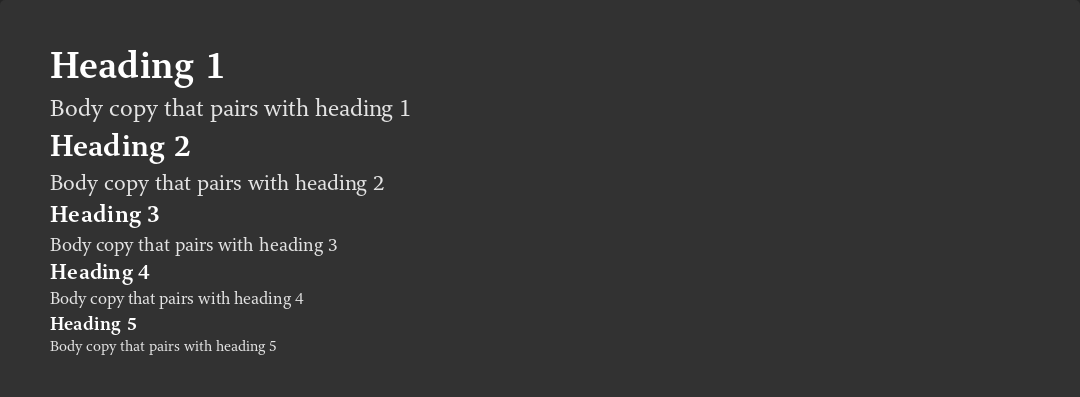 Heading 1
Body copy that pairs with heading 1
Heading 2
Body copy that pairs with heading 2
Heading 3
Body copy that pairs with heading 3
Heading 4
Body copy that pairs with heading 4
Heading 5
Body copy that pairs with heading 5